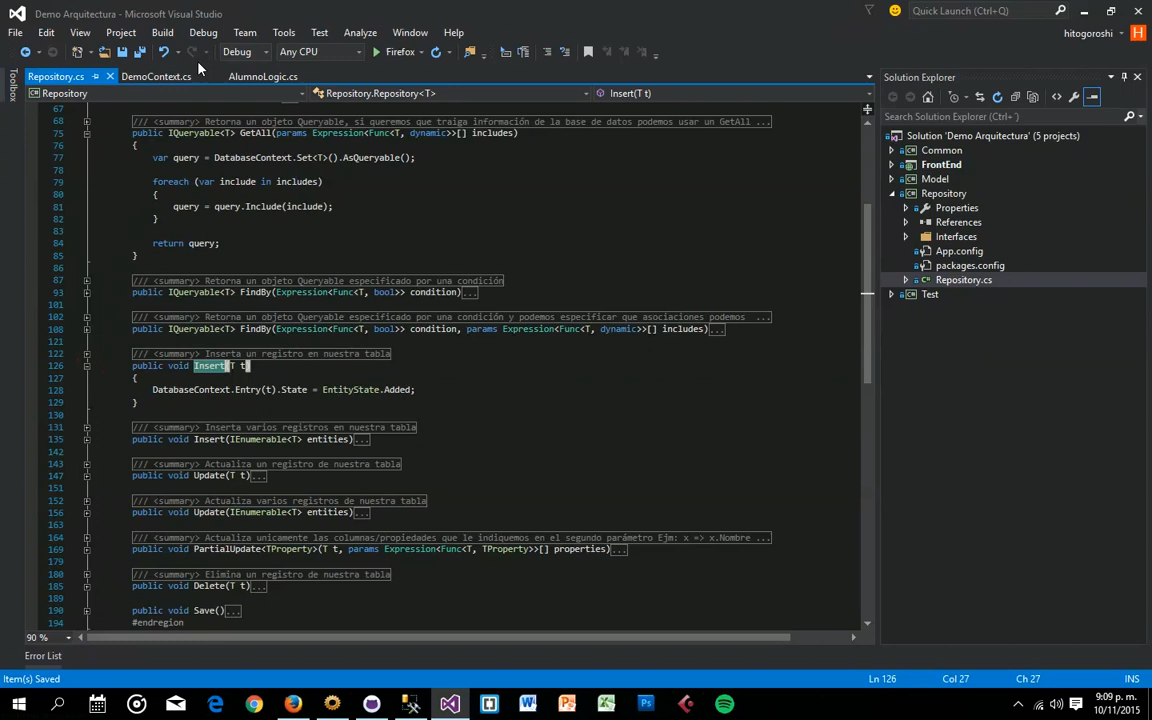 Demo Arquitectura - Microsoft Visual Studio
Quick Launch (Ctrl+Q)
File Edit View Project Build Debug Team Tools Test Analyze Window Help
hitogoroshi
Debug Any CPU Firefox
Toolbox
Repository.cs DemoContext.cs AlumnoLogic.cs
Repository Repository.Repository<T> Insert(T t)
67
68 /// <summary> Retorna un objeto Queryable, si queremos que traiga información de la base de datos podemos usar un GetAll ...
75 public IQueryable<T> GetAll(params Expression<Func<T, dynamic>>[] includes)
76 {
77 var query = DatabaseContext.Set<T>().AsQueryable();
78
79 foreach (var include in includes)
80 {
81 query = query.Include(include);
82 }
83
84 return query;
85 }
86
87 /// <summary> Retorna un objeto Queryable especificado por una condición
93 public IQueryable<T> FindBy(Expression<Func<T, bool>> condition)...
101
102 /// <summary> Retorna un objeto Queryable especificado por una condición y podemos especificar que asociaciones podemos ...
108 public IQueryable<T> FindBy(Expression<Func<T, bool>> condition, params Expression<Func<T, dynamic>>[] includes)...
121
122 /// <summary> Inserta un registro en nuestra tabla
126 public void Insert(T t)
127 {
128 DatabaseContext.Entry(t).State = EntityState.Added;
129 }
130
131 /// <summary> Inserta varios registros en nuestra tabla
135 public void Insert(IEnumerable<T> entities)...
142
143 /// <summary> Actualiza un registro de nuestra tabla
147 public void Update(T t)...
151
152 /// <summary> Actualiza varios registros de nuestra tabla
156 public void Update(IEnumerable<T> entities)...
163
164 /// <summary> Actualiza unicamente las columnas/propiedades que le indiquemos en el segundo parámetro Ejm: x => x.Nombre ...
169 public void PartialUpdate<TProperty>(T t, params Expression<Func<T, TProperty>>[] properties)...
179
180 /// <summary> Elimina un registro de nuestra tabla
185 public void Delete(T t)...
189
190 public void Save()...
194 #endregion
90 %
Error List
Item(s) Saved
Ln 126 Col 27 Ch 27
Solution Explorer
Search Solution Explorer (Ctrl+´)
Solution 'Demo Arquitectura' (5 projects)
Common
FrontEnd
Model
Repository
Properties
References
Interfaces
App.config
packages.config
Repository.cs
Test
9:09 p. m.
10/11/2015